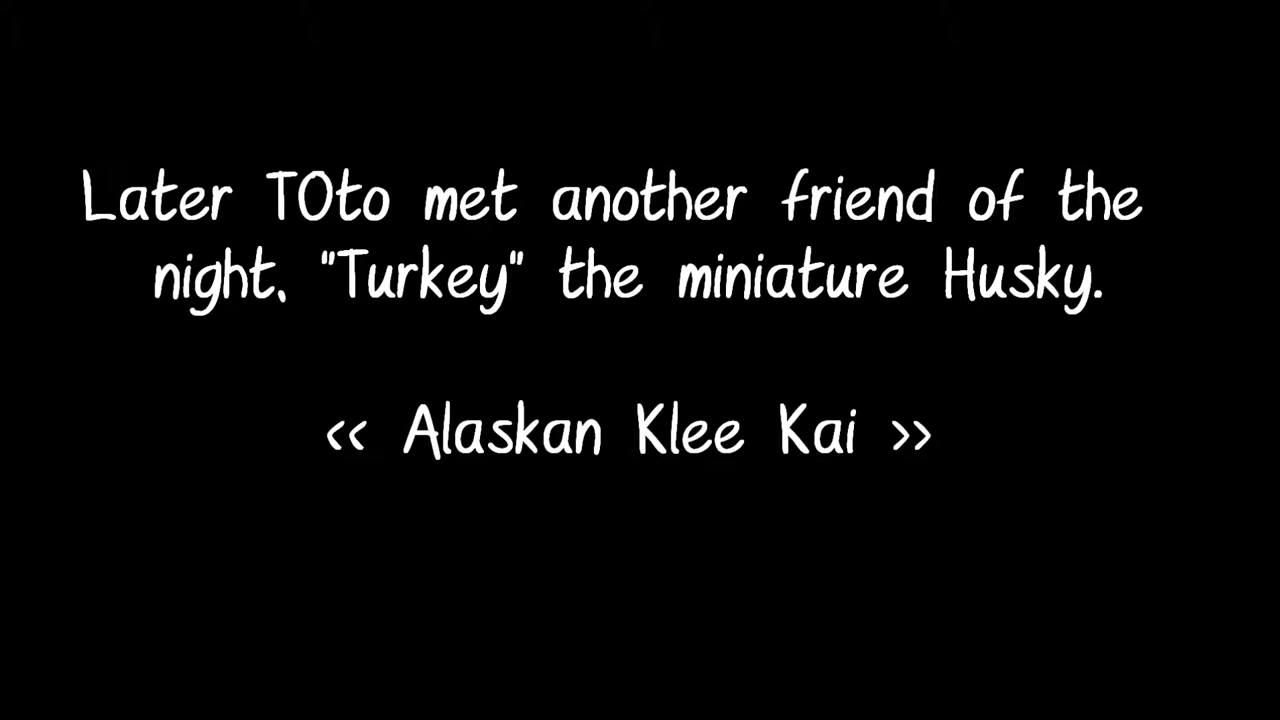 Later TOto met another friend of the
night, "Turkey" the miniature Husky.
<< Alaskan Klee Kai >>